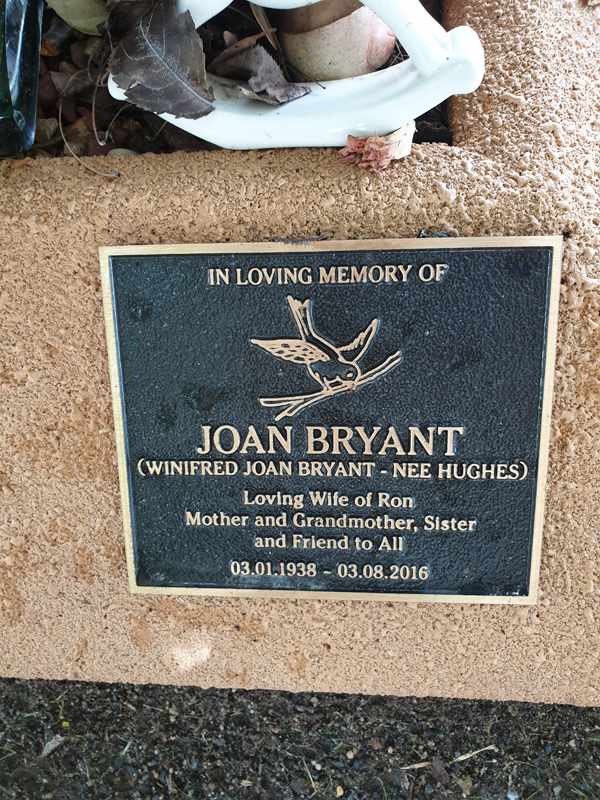 IN LOVING MEMORY OF
JOAN BRYANT
(WINIFRED JOAN BRYANT - NEE HUGHES)
Loving Wife of Ron
Mother and Grandmother, Sister
and Friend to All
03.01.1938 - 03.08.2016